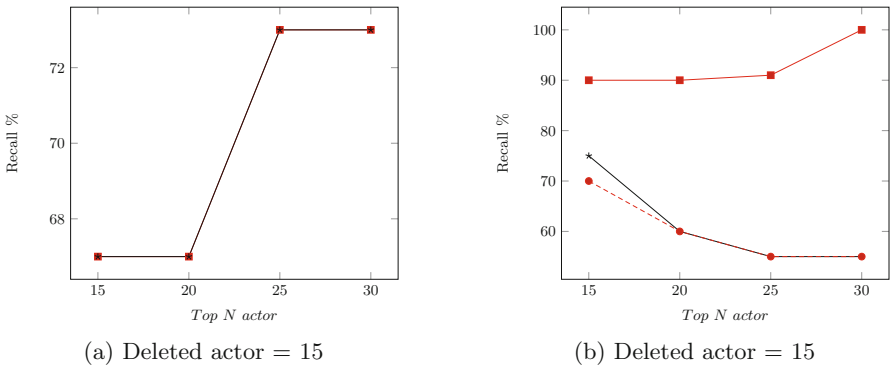 72
70
68
Recall %
15 20 25 30
Top N actor
(a) Deleted actor = 15
100
90
80
70
60
Recall %
15 20 25 30
Top N actor
(b) Deleted actor = 15